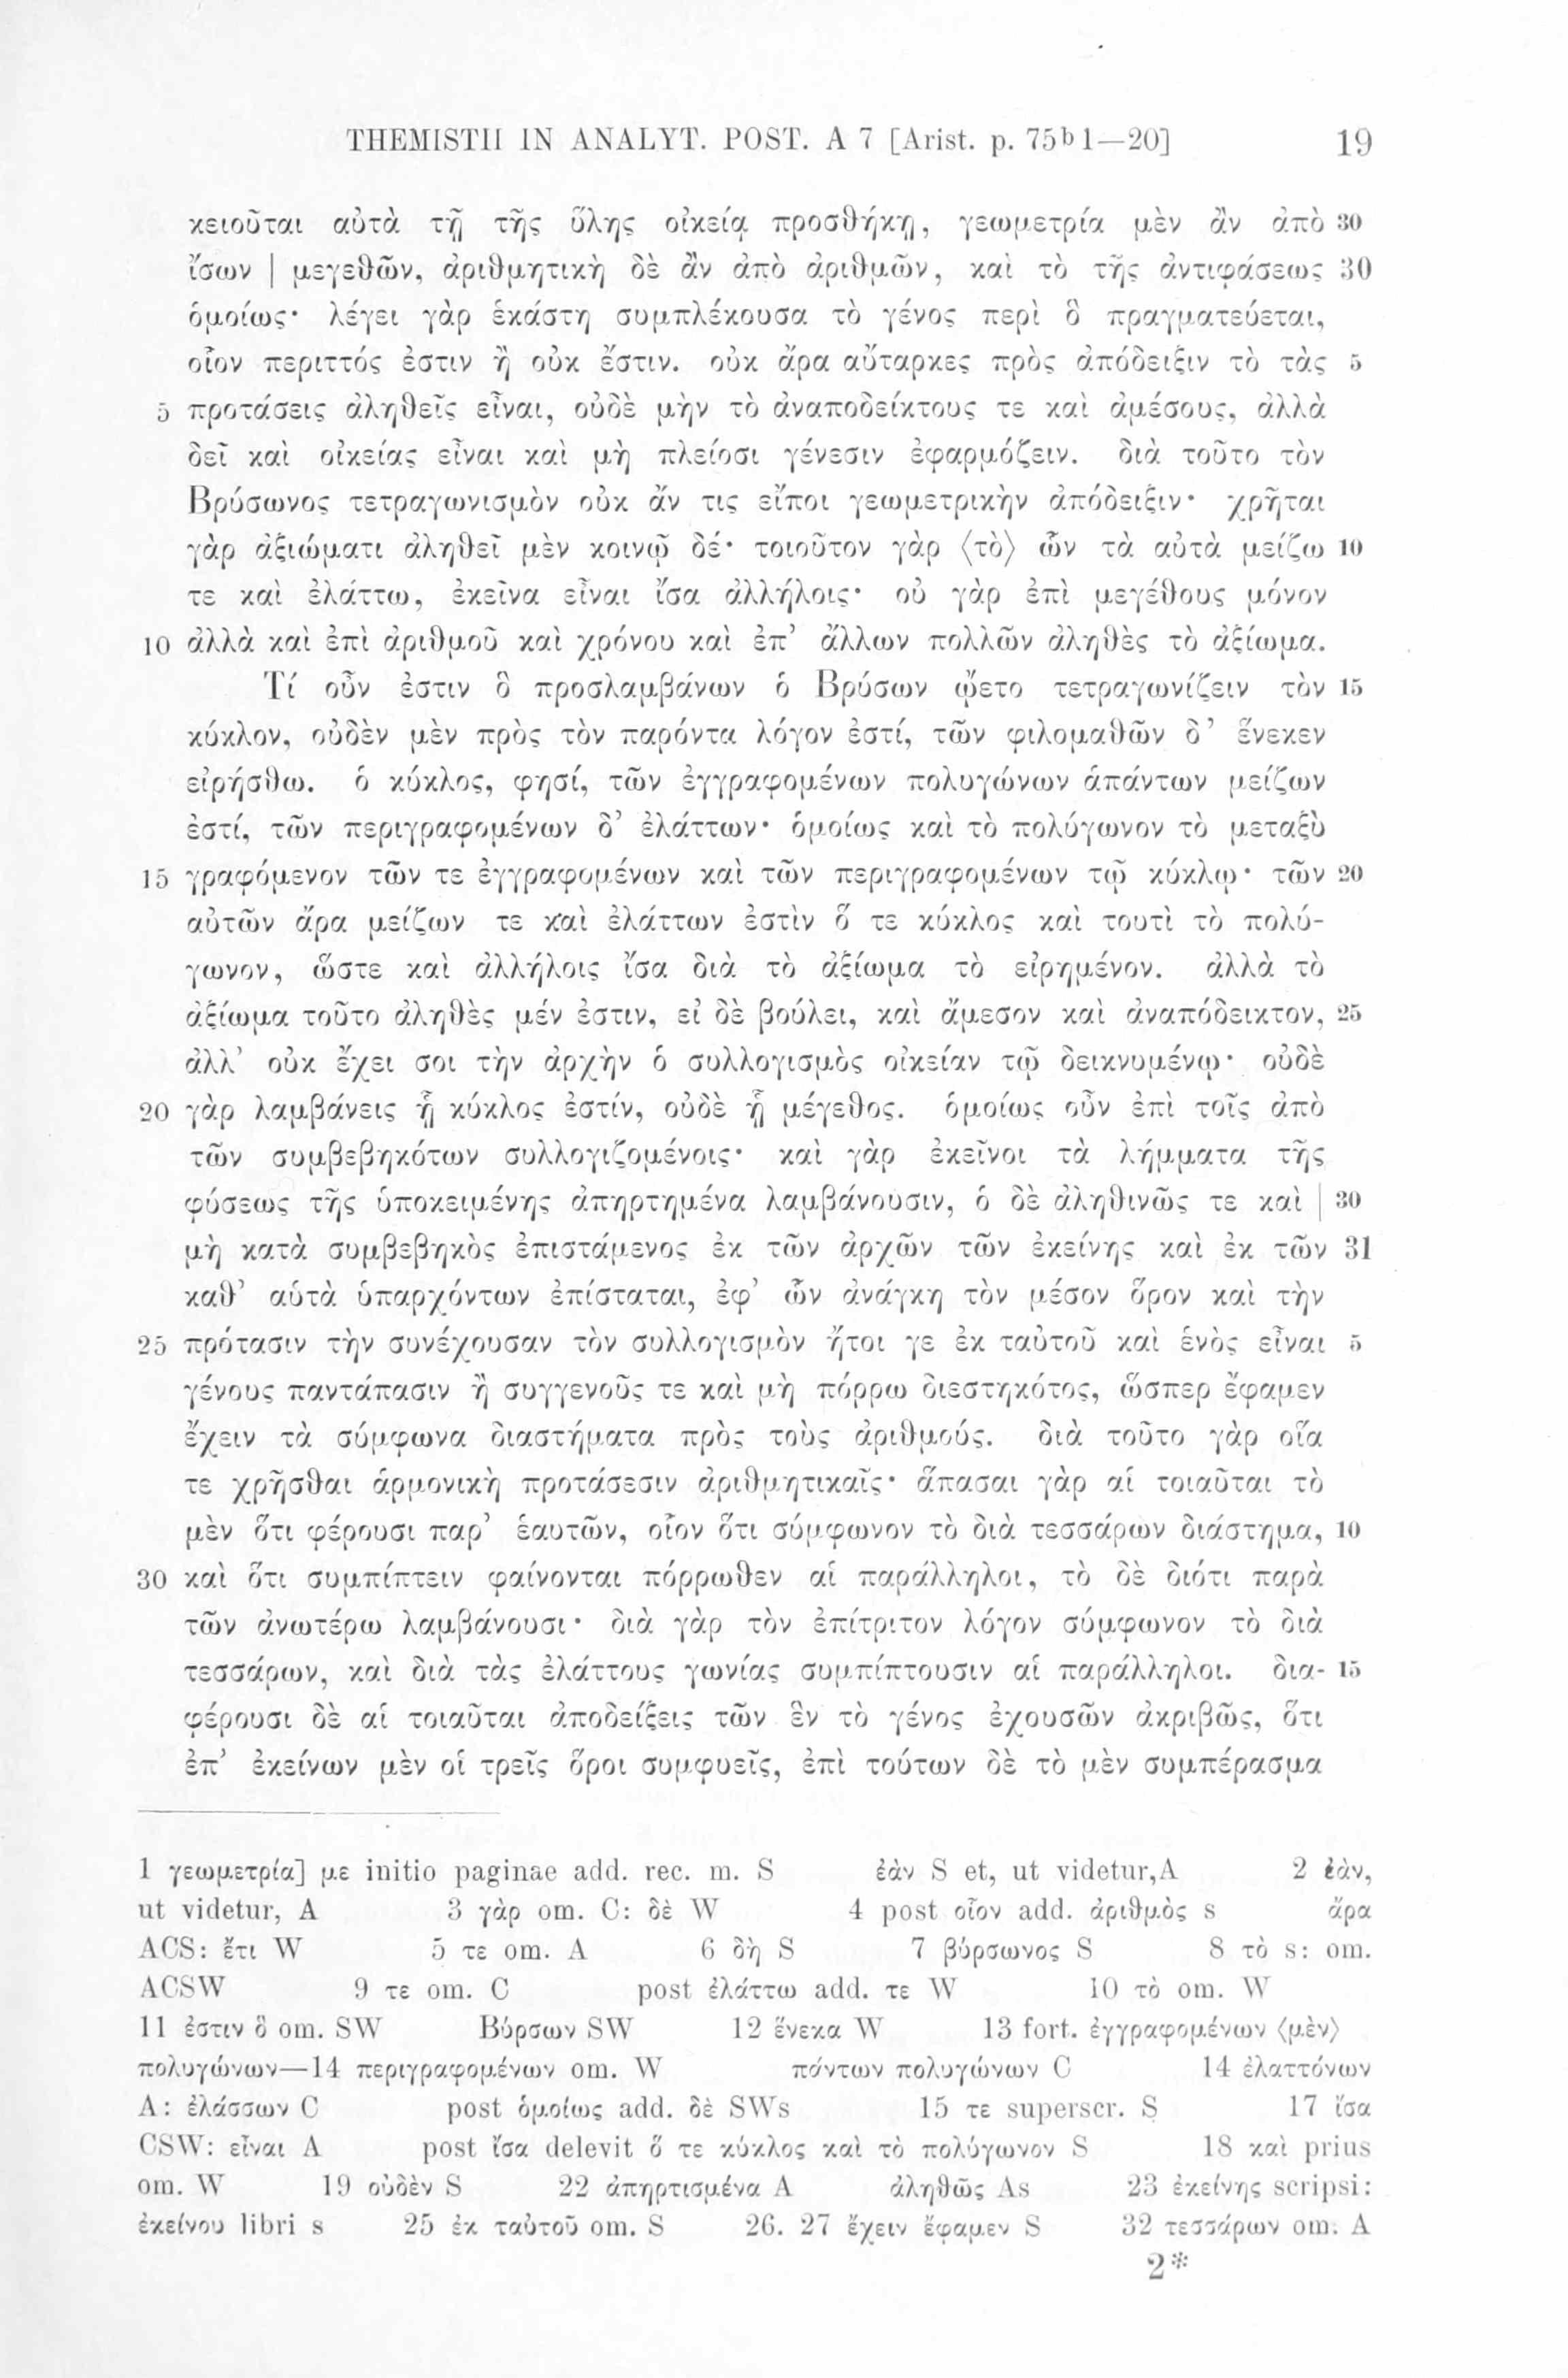 THEMISTII IN ANALYT. POST. A 7 [Arist. p. 75b 1—20] 19
κειοῦται αὐτὰ τῇ τῆς ὕλης οἰκείᾳ προσθήκῃ, γεωμετρία μὲν ἂν ἀπὸ 30
ἴσων | μεγεθῶν, ἀριθμητικὴ δὲ ἂν ἀπὸ ἀριθμῶν, καὶ τὸ τῆς ἀντιφάσεως 30
ὁμοίως· λέγει γὰρ ἑκάστη συμπλέκουσα τὸ γένος περὶ ὃ πραγματεύεται,
οἷον περιττός ἐστιν ἢ οὐκ ἔστιν. οὐκ ἄρα αὔταρκες πρὸς ἀπόδειξιν τὸ τὰς 5
5 προτάσεις ἀληθεῖς εἶναι, οὐδὲ μὴν τὸ ἀναποδείκτους τε καὶ ἀμέσους, ἀλλὰ
δεῖ καὶ οἰκείας εἶναι καὶ μὴ πλείοσι γένεσιν ἐφαρμόζειν. διὰ τοῦτο τὸν
Βρύσωνος τετραγωνισμὸν οὐκ ἄν τις εἴποι γεωμετρικὴν ἀπόδειξιν· χρῆται
γὰρ ἀξιώματι ἀληθεῖ μὲν κοινῷ δέ· τοιοῦτον γὰρ ⟨τὸ⟩ ὧν τὰ αὐτὰ μείζω 10
τε καὶ ἐλάττω, ἐκεῖνα εἶναι ἴσα ἀλλήλοις· οὐ γὰρ ἐπὶ μεγέθους μόνον
10 ἀλλὰ καὶ ἐπὶ ἀριθμοῦ καὶ χρόνου καὶ ἐπ’ ἄλλων πολλῶν ἀληθὲς τὸ ἀξίωμα.
Τί οὖν ἐστιν ὃ προσλαμβάνων ὁ Βρύσων ᾤετο τετραγωνίζειν τὸν 15
κύκλον, οὐδὲν μὲν πρὸς τὸν παρόντα λόγον ἐστί, τῶν φιλομαθῶν δ’ ἕνεκεν
εἰρήσθω. ὁ κύκλος, φησί, τῶν ἐγγραφομένων πολυγώνων ἁπάντων μείζων
ἐστί, τῶν περιγραφομένων δ’ ἐλάττων· ὁμοίως καὶ τὸ πολύγωνον τὸ μεταξὺ
15 γραφόμενον τῶν τε ἐγγραφομένων καὶ τῶν περιγραφομένων τῷ κύκλῳ· τῶν 20
αὐτῶν ἄρα μείζων τε καὶ ἐλάττων ἐστὶν ὅ τε κύκλος καὶ τουτὶ τὸ πολύ-
γωνον, ὥστε καὶ ἀλλήλοις ἴσα διὰ τὸ ἀξίωμα τὸ εἰρημένον. ἀλλὰ τὸ
ἀξίωμα τοῦτο ἀληθὲς μέν ἐστιν, εἰ δὲ βούλει, καὶ ἄμεσον καὶ ἀναπόδεικτον, 25
ἀλλ’ οὐκ ἔχει σοι τὴν ἀρχὴν ὁ συλλογισμὸς οἰκείαν τῷ δεικνυμένῳ· οὐδὲ
20 γὰρ λαμβάνεις ᾗ κύκλος ἐστίν, οὐδὲ ᾗ μέγεθος. ὁμοίως οὖν ἐπὶ τοῖς ἀπὸ
τῶν συμβεβηκότων συλλογιζομένοις· καὶ γὰρ ἐκεῖνοι τὰ λήμματα τῆς
φύσεως τῆς ὑποκειμένης ἀπηρτημένα λαμβάνουσιν, ὁ δὲ ἀληθινῶς τε καὶ | 30
μὴ κατὰ συμβεβηκὸς ἐπιστάμενος ἐκ τῶν ἀρχῶν τῶν ἐκείνης καὶ ἐκ τῶν 31
καθ’ αὑτὰ ὑπαρχόντων ἐπίσταται, ἐφ’ ὧν ἀνάγκη τὸν μέσον ὅρον καὶ τὴν
25 πρότασιν τὴν συνέχουσαν τὸν συλλογισμὸν ἤτοι γε ἐκ ταὐτοῦ καὶ ἑνὸς εἶναι 5
γένους παντάπασιν ἢ συγγενοῦς τε καὶ μὴ πόρρω διεστηκότος, ὥσπερ ἔφαμεν
ἔχειν τὰ σύμφωνα διαστήματα πρὸς τοὺς ἀριθμούς. διὰ τοῦτο γὰρ οἵα
τε χρῆσθαι ἁρμονικὴ προτάσεσιν ἀριθμητικαῖς· ἅπασαι γὰρ αἱ τοιαῦται τὸ
μὲν ὅτι φέρουσι παρ’ ἑαυτῶν, οἷον ὅτι σύμφωνον τὸ διὰ τεσσάρων διάστημα, 10
30 καὶ ὅτι συμπίπτειν φαίνονται πόρρωθεν αἱ παράλληλοι, τὸ δὲ διότι παρὰ
τῶν ἀνωτέρω λαμβάνουσι· διὰ γὰρ τὸν ἐπίτριτον λόγον σύμφωνον τὸ διὰ
τεσσάρων, καὶ διὰ τὰς ἐλάττους γωνίας συμπίπτουσιν αἱ παράλληλοι. δια- 15
φέρουσι δὲ αἱ τοιαῦται ἀποδείξεις τῶν ἓν τὸ γένος ἐχουσῶν ἀκριβῶς, ὅτι
ἐπ’ ἐκείνων μὲν οἱ τρεῖς ὅροι συμφυεῖς, ἐπὶ τούτων δὲ τὸ μὲν συμπέρασμα
1 γεωμετρία] με initio paginae add. rec. m. S ἐὰν S et, ut videtur, A 2 ἐὰν,
ut videtur, A 3 γὰρ om. C: δὲ W 4 post οἷον add. ἀριθμὸς s ἄρα
ACS: ἔτι W 5 τε om. A 6 δὴ S 7 βύρσωνος S 8 τὸ s: om.
ACSW 9 τε om. C post ἐλάττω add. τε W 10 τὸ om. W
11 ἐστιν ὃ om. SW Βύρσων SW 12 ἕνεκα W 13 fort. ἐγγραφομένων ⟨μὲν⟩
πολυγώνων—14 περιγραφομένων om. W πάντων πολυγώνων C 14 ἐλαττόνων
A: ἐλάσσων C post ὁμοίως add. δὲ SWs 15 τε superscr. S 17 ἴσα
CSW: εἶναι A post ἴσα delevit ὅ τε κύκλος καὶ τὸ πολύγωνον S 18 καὶ prius
om. W 19 οὐδὲν S 22 ἀπηρτισμένα A ἀληθῶς As 23 ἐκείνης scripsi:
ἐκείνου libri s 25 ἐκ ταὐτοῦ om. S 26. 27 ἔχειν ἔφαμεν S 32 τεσσάρων om. A
2*